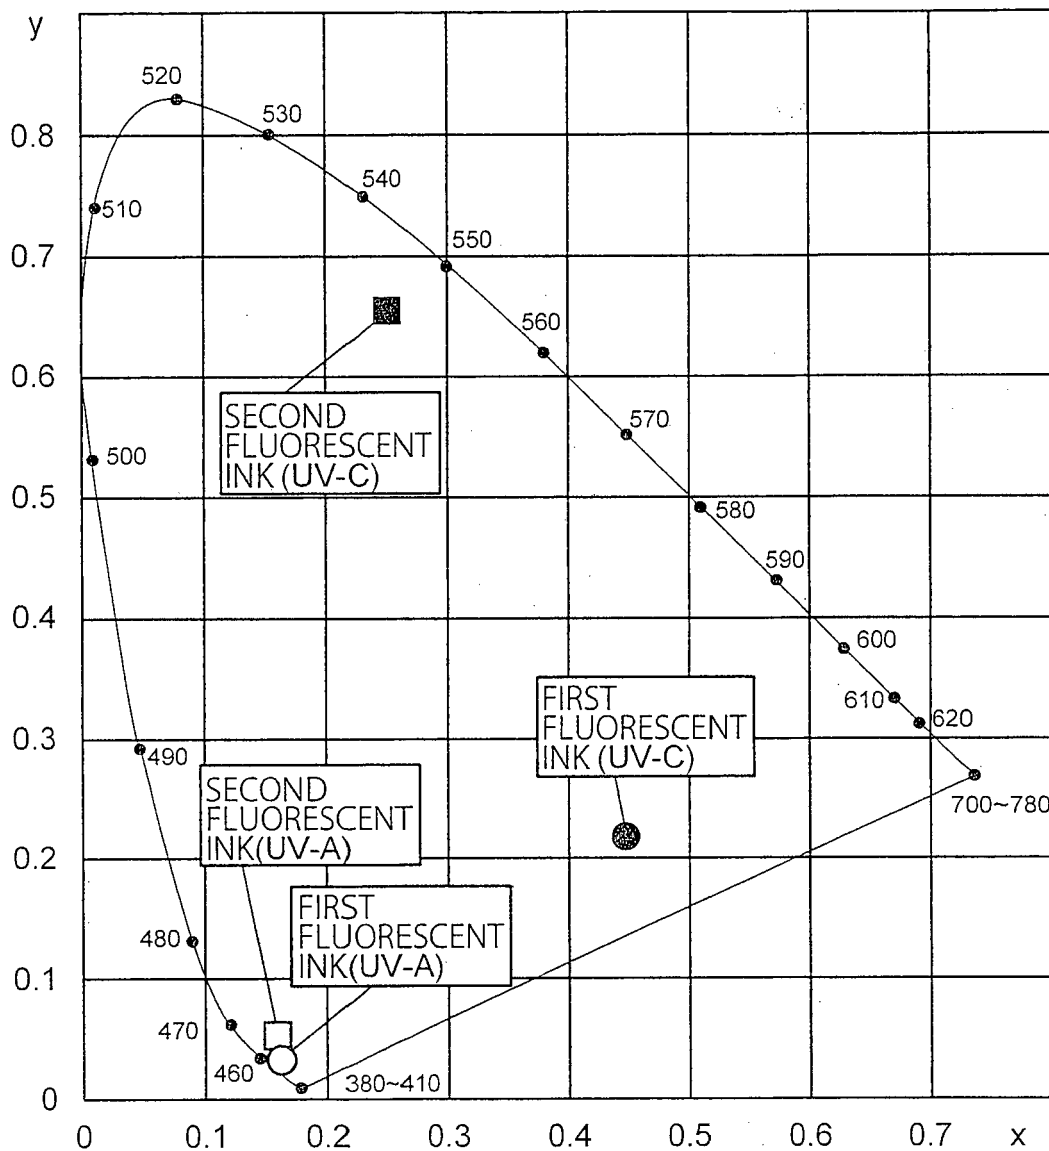 y
520
530
0.8
540
510
550
0.7
560
0.6
SECOND
FLUORESCENT
INK (UV-C)
570
500
0.5
580
590
0.4
600
FIRST
FLUORESCENT
INK (UV-C)
610
620
0.3
490
SECOND
FLUORESCENT
INK(UV-A)
700~780
0.2
FIRST
FLUORESCENT
INK(UV-A)
480
0.1
470
460
380~410
0
0 0.1 0.2 0.3 0.4 0.5 0.6 0.7 x